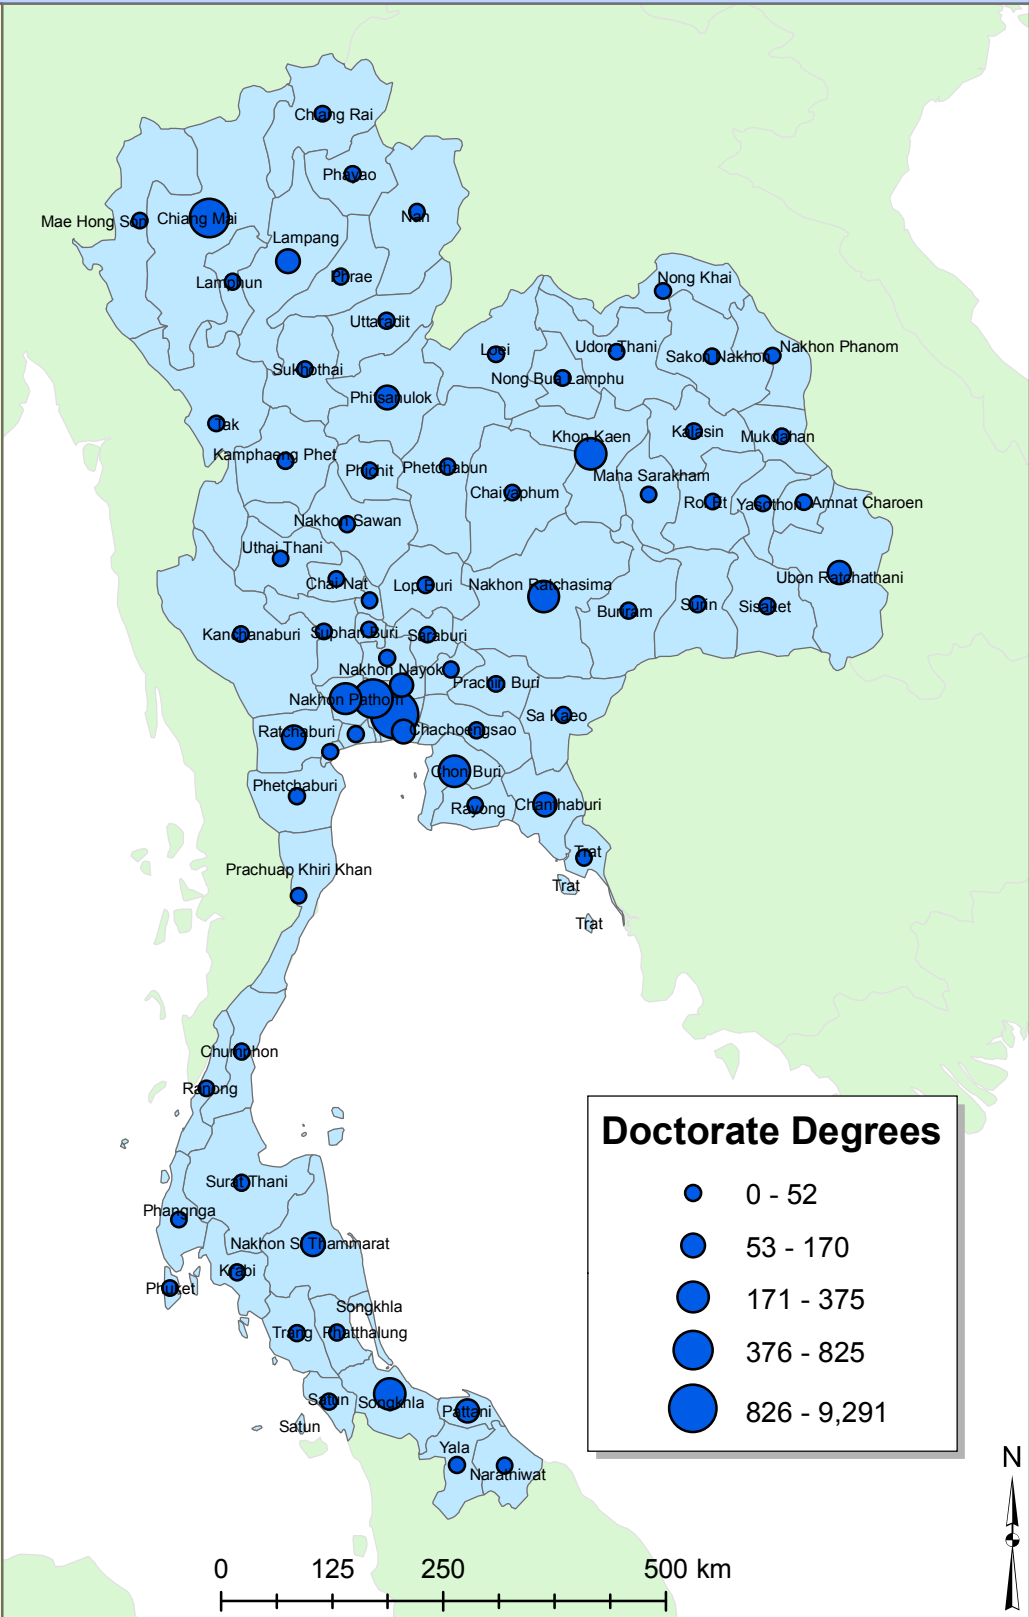 Chiang Rai
Phayao
Nan
Mae Hong Son
Chiang Mai
Lampang
Lamphun
Phrae
Nong Khai
Uttaradit
Loei
Udon Thani
Sakon Nakhon
Nakhon Phanom
Sukhothai
Nong Bua Lamphu
Phitsanulok
Tak
Khon Kaen
Kalasin
Mukdahan
Kamphaeng Phet
Phichit
Phetchabun
Maha Sarakham
Chaiyaphum
Roi Et
Yasothon
Amnat Charoen
Nakhon Sawan
Uthai Thani
Chai Nat
Lop Buri
Nakhon Ratchasima
Ubon Ratchathani
Buriram
Surin
Sisaket
Kanchanaburi
Suphan Buri
Saraburi
Nakhon Nayok
Prachin Buri
Nakhon Pathom
Sa Kaeo
Ratchaburi
Chachoengsao
Chon Buri
Phetchaburi
Rayong
Chanthaburi
Trat
Prachuap Khiri Khan
Trat
Trat
Chumphon
Ranong
Surat Thani
Phangnga
Nakhon Si Thammarat
Krabi
Phuket
Songkhla
Trang
Phatthalung
Satun
Songkhla
Pattani
Satun
Yala
Narathiwat
Doctorate Degrees
0 - 52
53 - 170
171 - 375
376 - 825
826 - 9,291
N
0 125 250 500 km